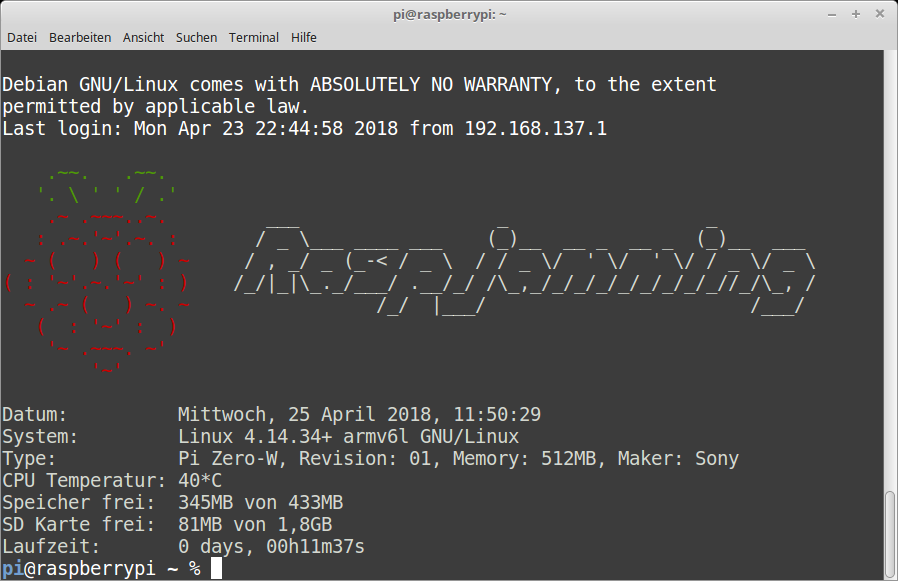 pi@raspberrypi: ~
Datei Bearbeiten Ansicht Suchen Terminal Hilfe
Debian GNU/Linux comes with ABSOLUTELY NO WARRANTY, to the extent
permitted by applicable law.
Last login: Mon Apr 23 22:44:58 2018 from 192.168.137.1
Raspijamming
Datum: Mittwoch, 25 April 2018, 11:50:29
System: Linux 4.14.34+ armv6l GNU/Linux
Type: Pi Zero-W, Revision: 01, Memory: 512MB, Maker: Sony
CPU Temperatur: 40*C
Speicher frei: 345MB von 433MB
SD Karte frei: 81MB von 1,8GB
Laufzeit: 0 days, 00h11m37s
pi@raspberrypi ~ %